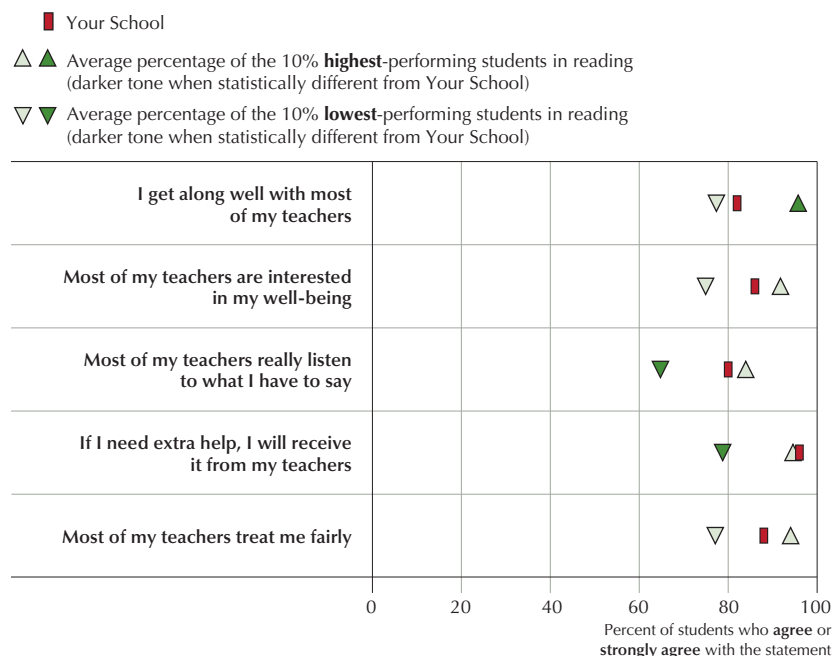 Your School
Average percentage of the 10% highest-performing students in reading
(darker tone when statistically different from Your School)
Average percentage of the 10% lowest-performing students in reading
(darker tone when statistically different from Your School)
I get along well with most
of my teachers
Most of my teachers are interested
in my well-being
Most of my teachers really listen
to what I have to say
If I need extra help, I will receive
it from my teachers
Most of my teachers treat me fairly
0 20 40 60 80 100
Percent of students who agree or
strongly agree with the statement